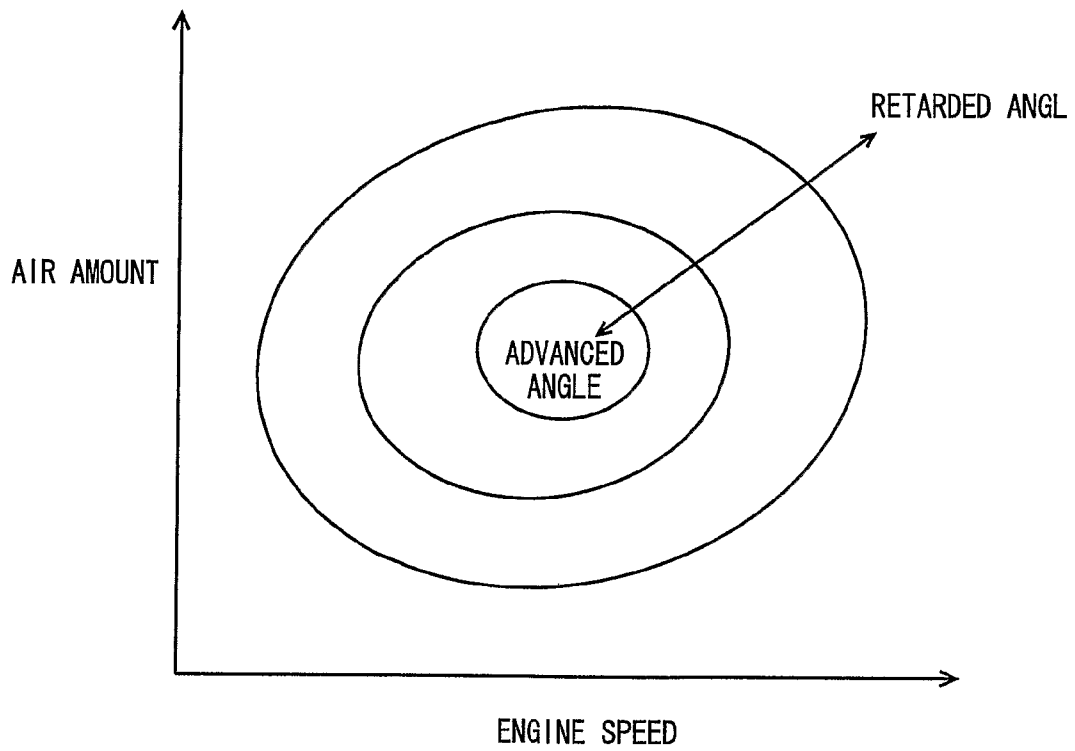 RETARDED ANGL
AIR AMOUNT
ADVANCED
ANGLE
ENGINE SPEED